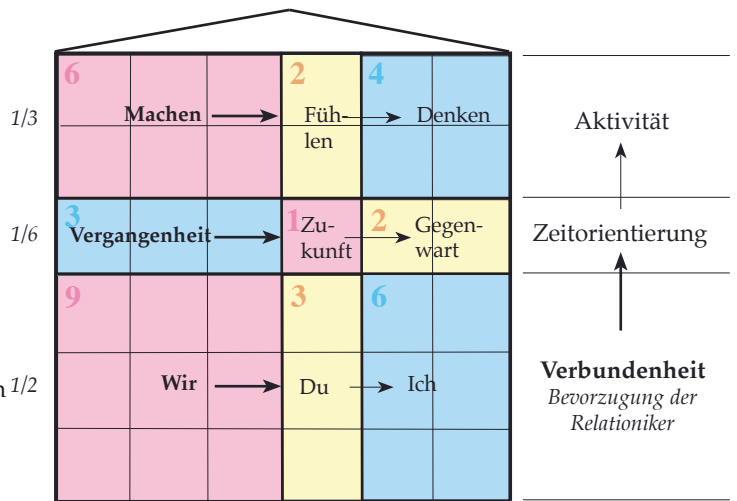 6 2 4
1/3 Machen Füh- Denken Aktivität
len
3 1 Zu- 2 Gegen-
1/6 Vergangenheit kunft wart Zeitorientierung
9 3 6
n 1/2 Wir Du Ich Verbundenheit
Bevorzugung der
Relationiker